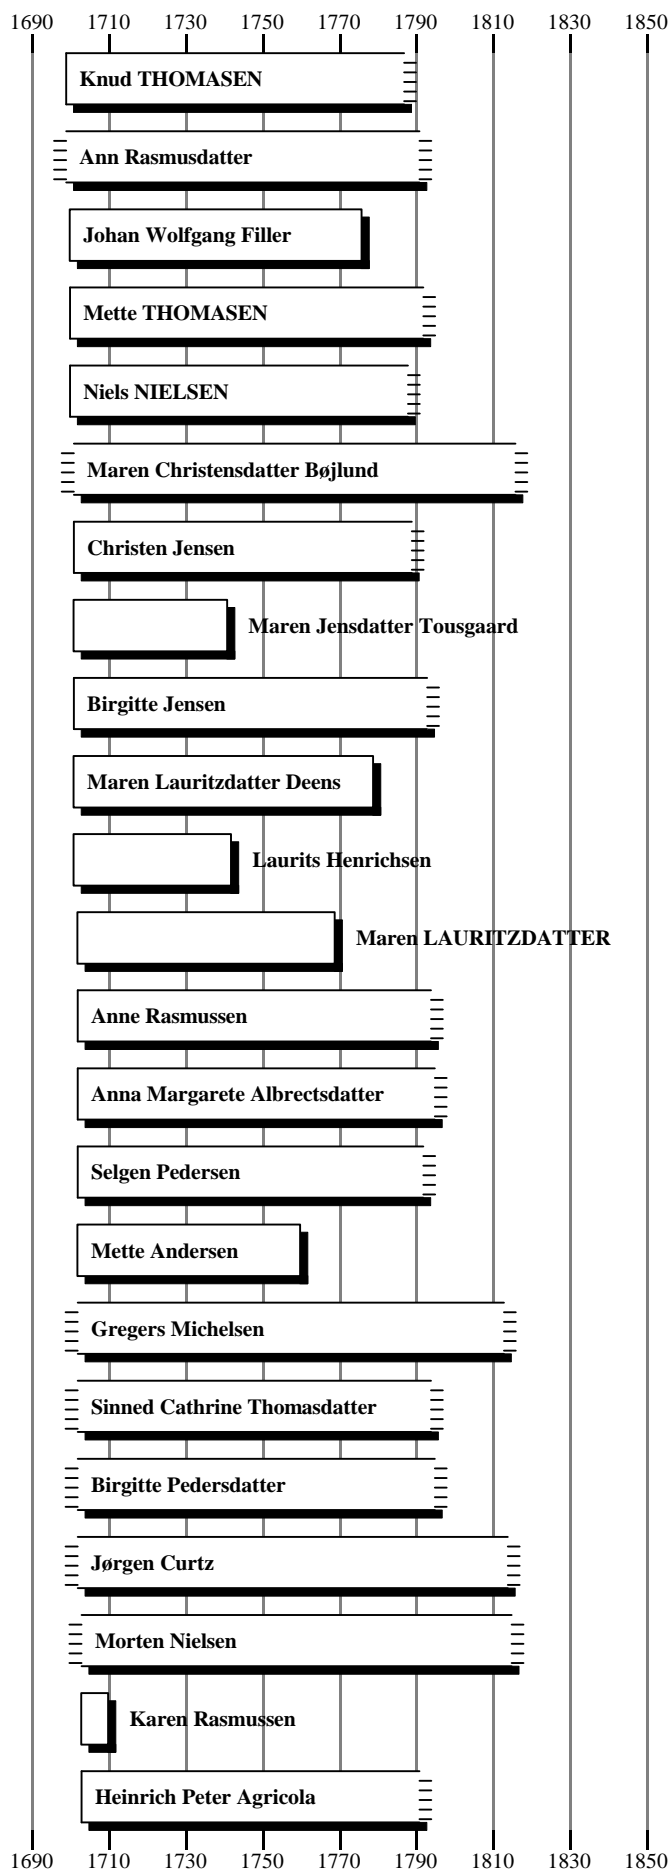 1690 1710 1730 1750 1770 1790 1810 1830 1850
Knud THOMASEN
Ann Rasmusdatter
Johan Wolfgang Filler
Mette THOMASEN
Niels NIELSEN
Maren Christensdatter Bøjlund
Christen Jensen
Maren Jensdatter Tousgaard
Birgitte Jensen
Maren Lauritzdatter Deens
Laurits Henrichsen
Maren LAURITZDATTER
Anne Rasmussen
Anna Margarete Albrectsdatter
Selgen Pedersen
Mette Andersen
Gregers Michelsen
Sinned Cathrine Thomasdatter
Birgitte Pedersdatter
Jørgen Curtz
Morten Nielsen
Karen Rasmussen
Heinrich Peter Agricola
1690 1710 1730 1750 1770 1790 1810 1830 1850